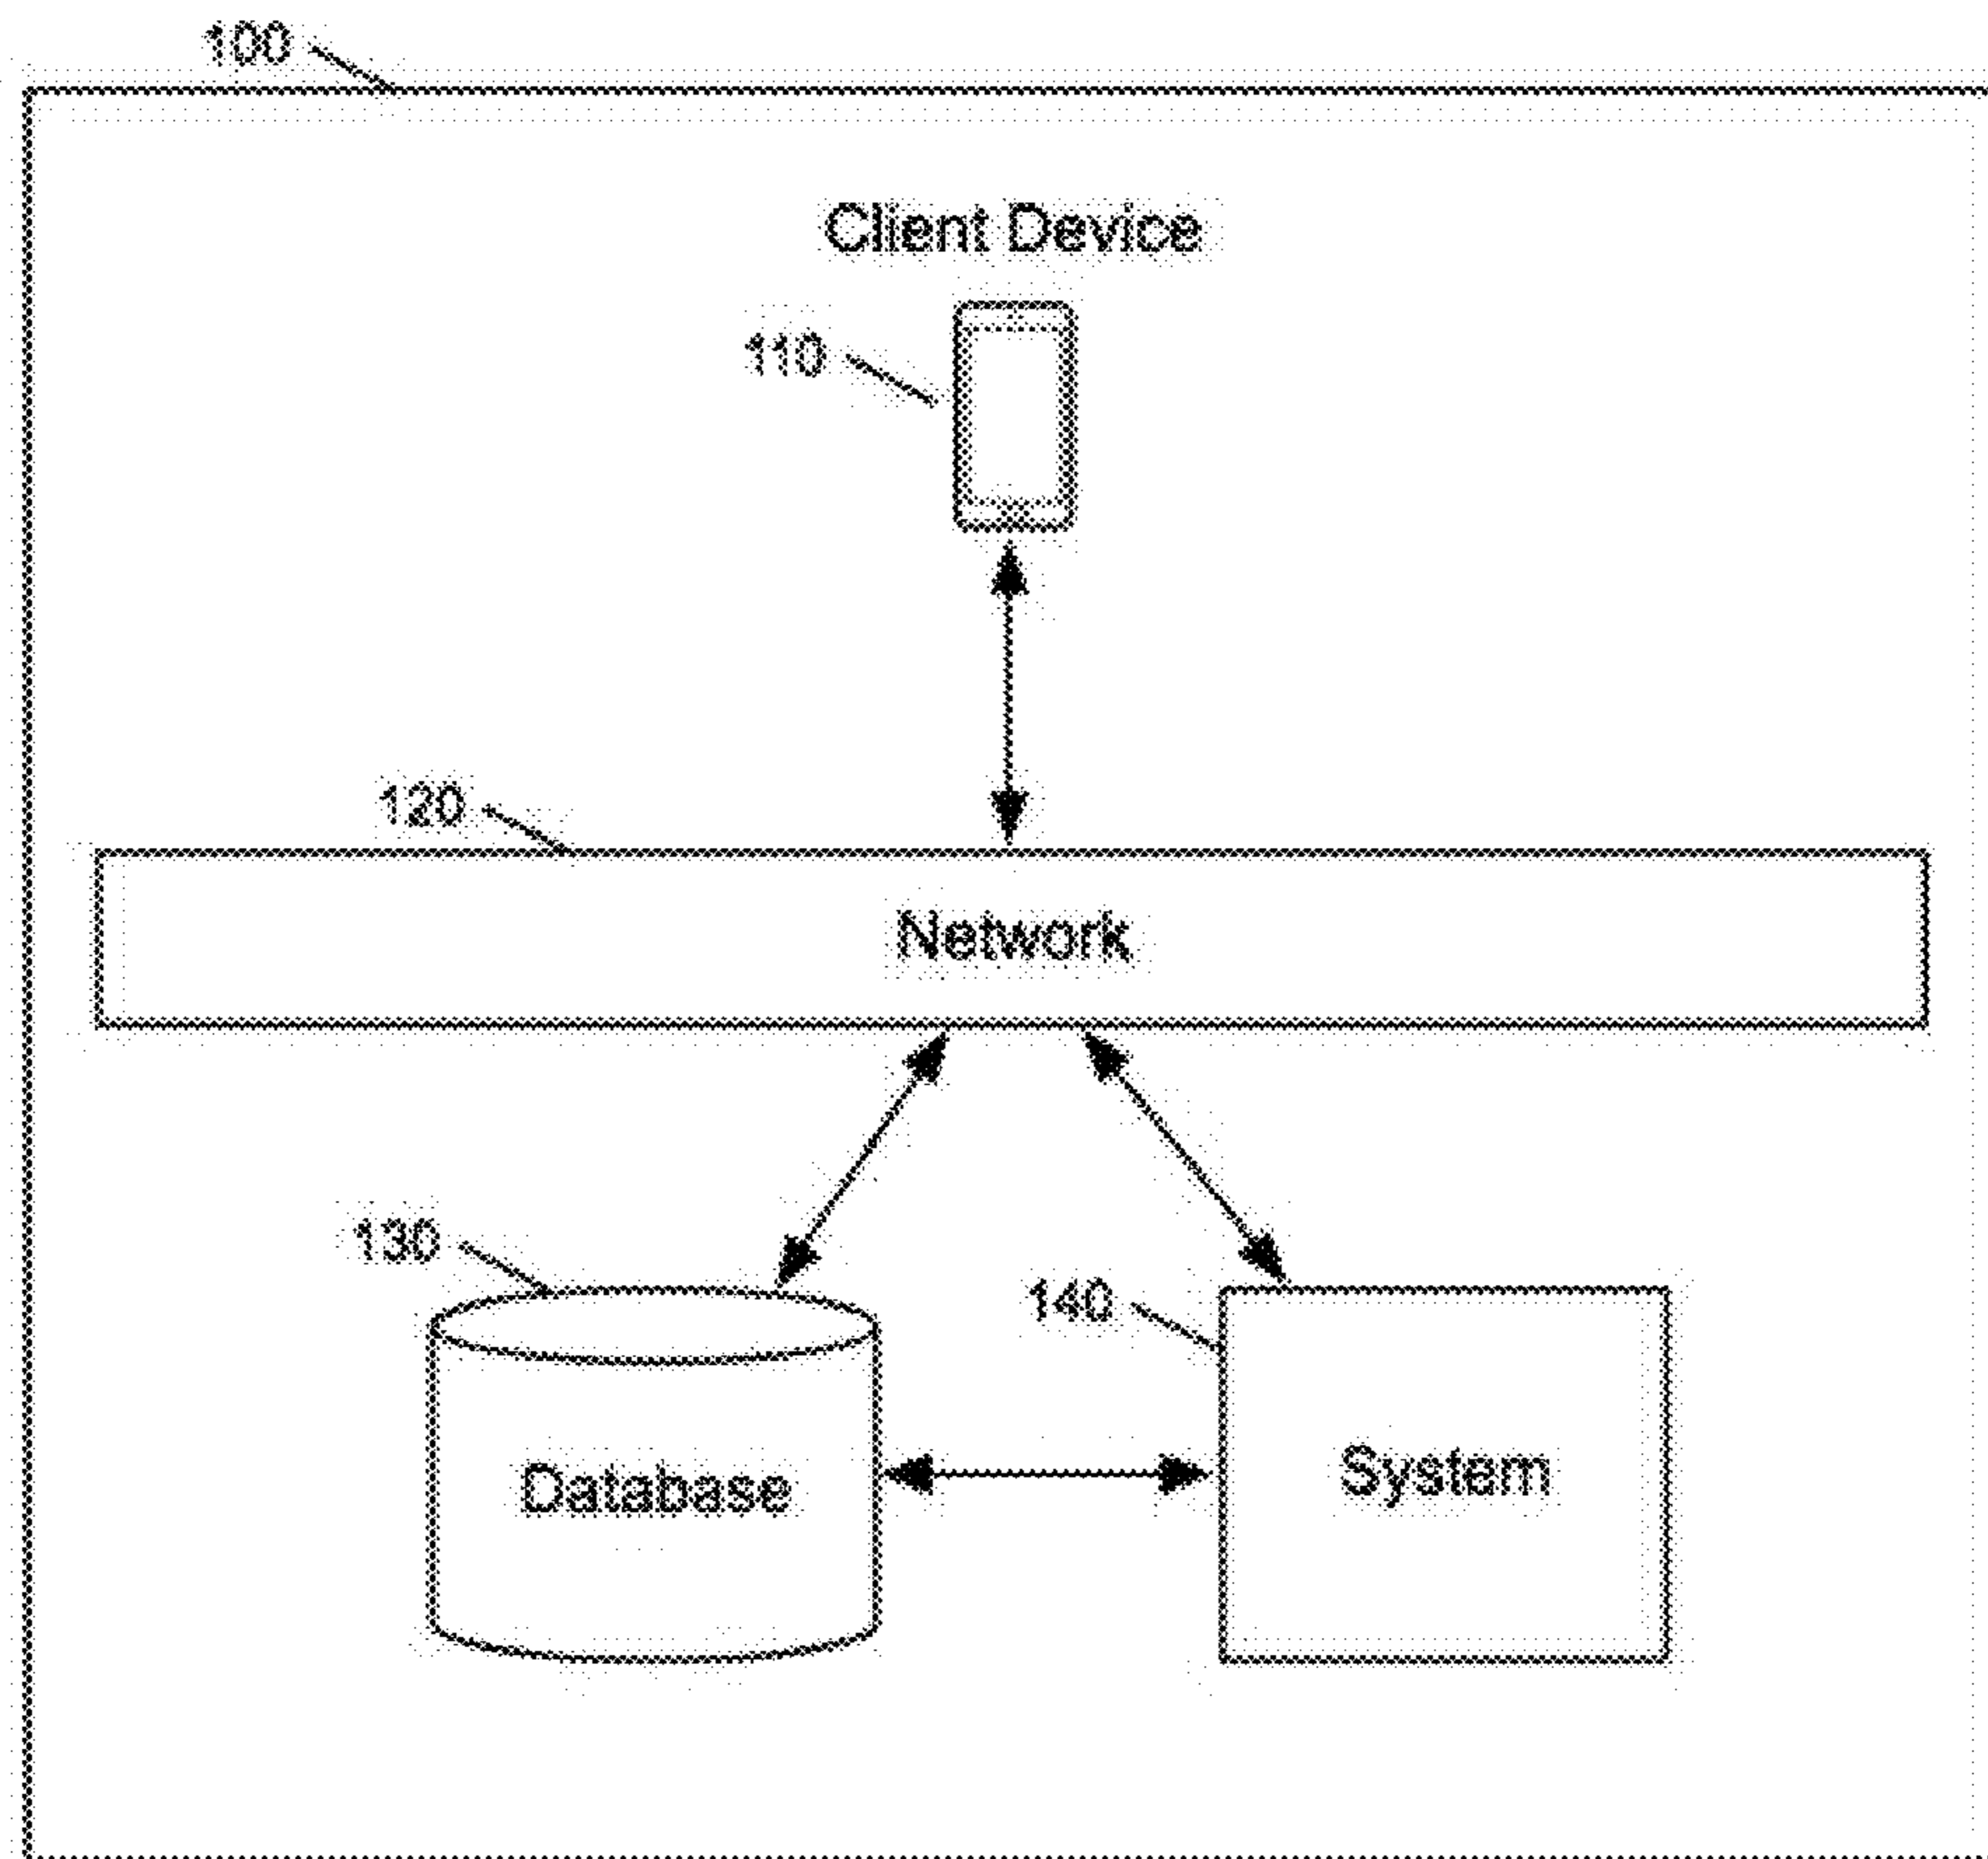 100
Client Device
110
120
Network
130
140
Database
System